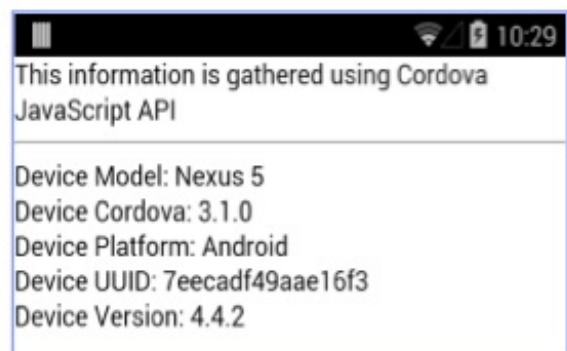 10:29
This information is gathered using Cordova
JavaScript API
Device Model: Nexus 5
Device Cordova: 3.1.0
Device Platform: Android
Device UUID: 7eecadf49aae16f3
Device Version: 4.4.2